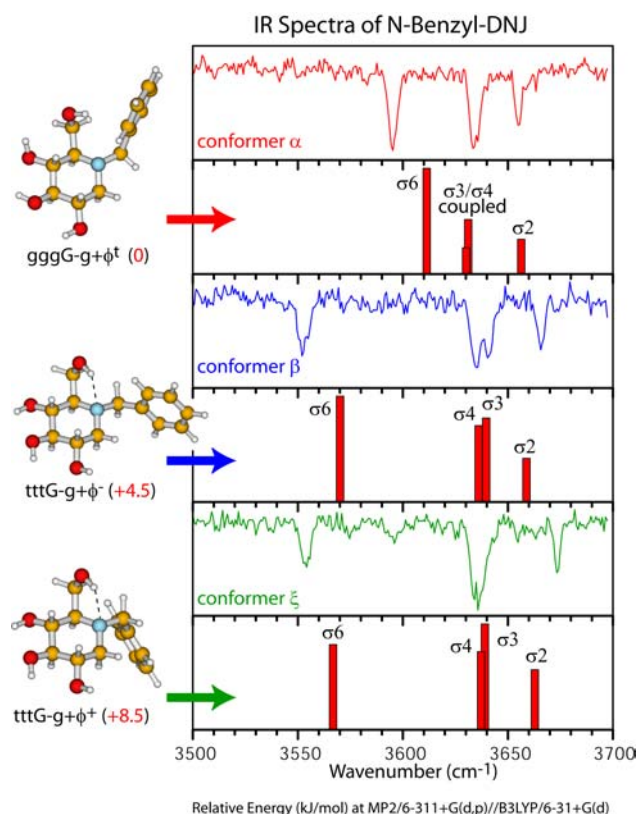 IR Spectra of N-Benzyl-DNJ
conformer α
σ6
σ3/σ4
coupled
σ2
gggG-g+ϕᵗ (0)
conformer β
σ6
σ4
σ3
σ2
tttG-g+ϕ⁻ (+4.5)
conformer ξ
σ6
σ4
σ3
σ2
tttG-g+ϕ⁺ (+8.5)
3500 3550 3600 3650 3700
Wavenumber (cm⁻¹)
Relative Energy (kJ/mol) at MP2/6-311+G(d,p)//B3LYP/6-31+G(d)